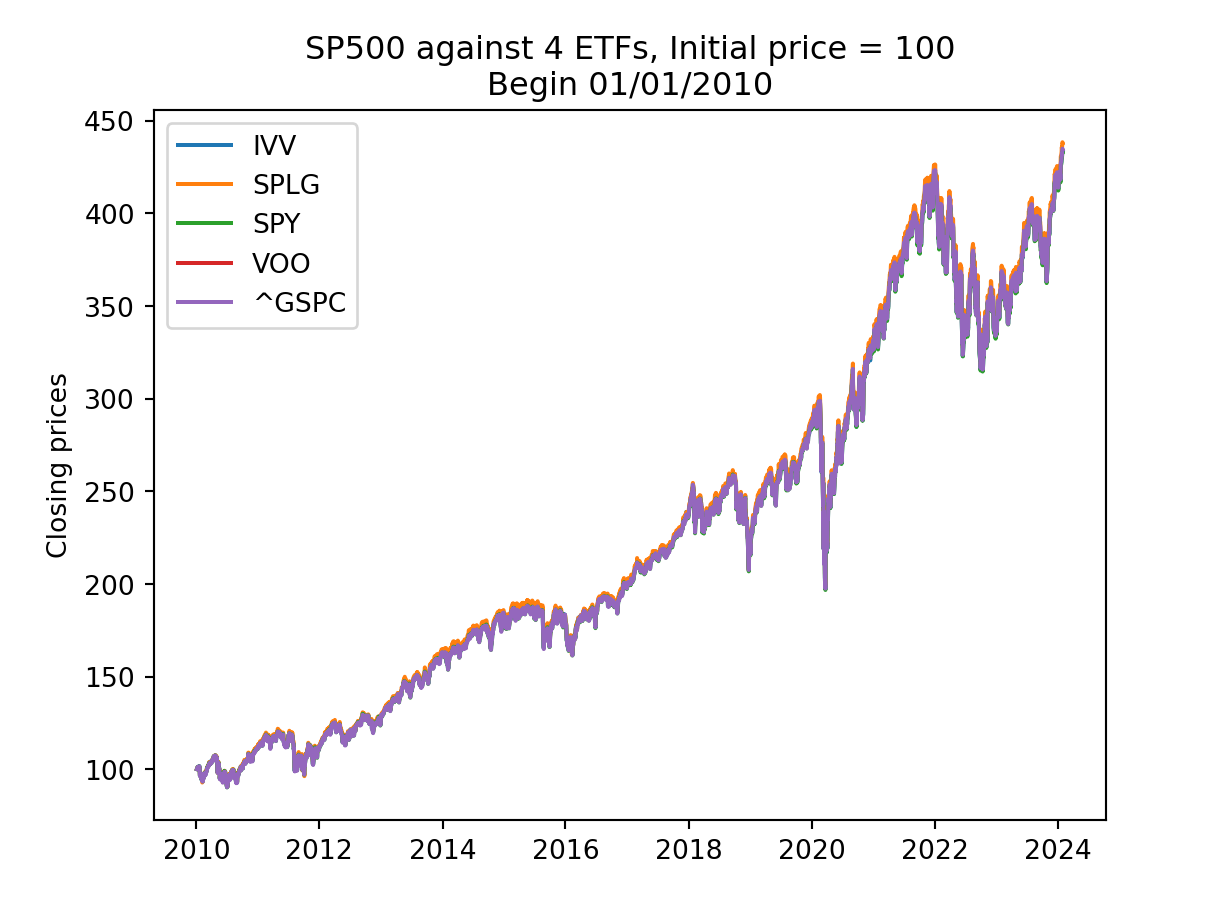 SP500 against 4 ETFs, Initial price = 100
Begin 01/01/2010
450
400
350
300
250
200
150
100
Closing prices
IVV
SPLG
SPY
VOO
^GSPC
2010 2012 2014 2016 2018 2020 2022 2024